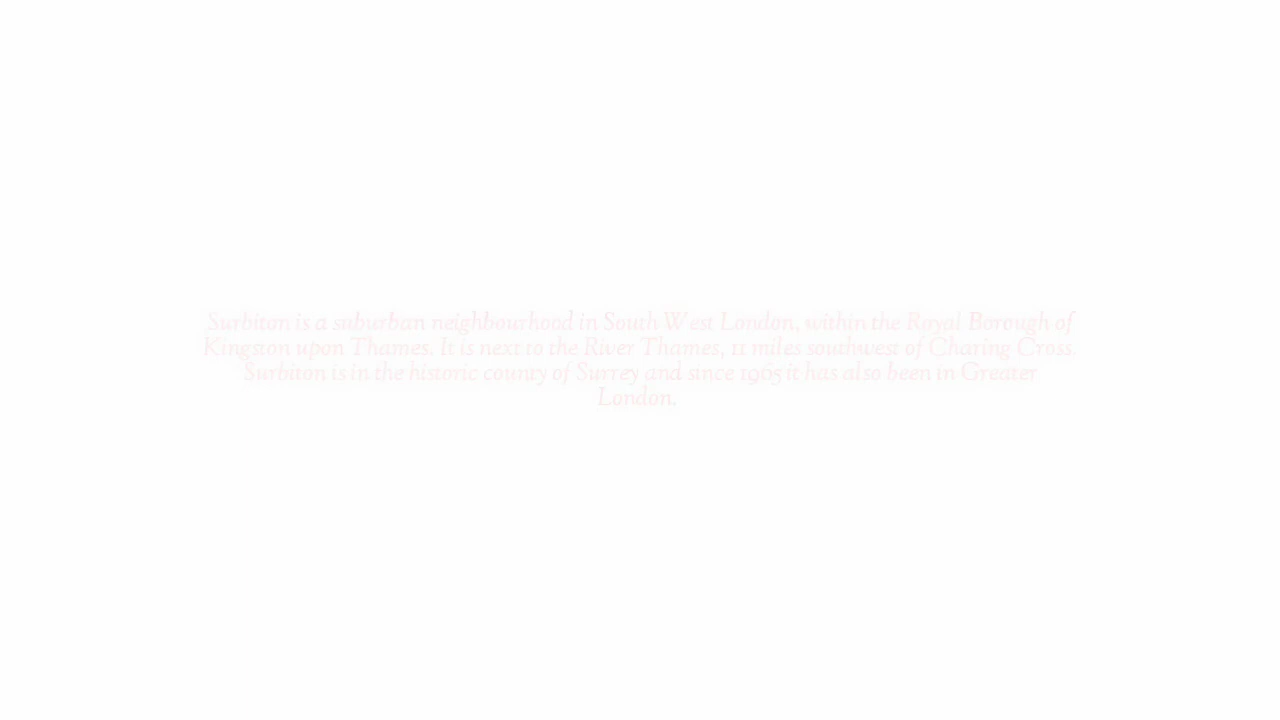 Surbiton is a suburban neighbourhood in South West London, within the Royal Borough of
Kingston upon Thames. It is next to the River Thames, 11 miles southwest of Charing Cross.
Surbiton is in the historic county of Surrey and since 1965 it has also been in Greater
London.